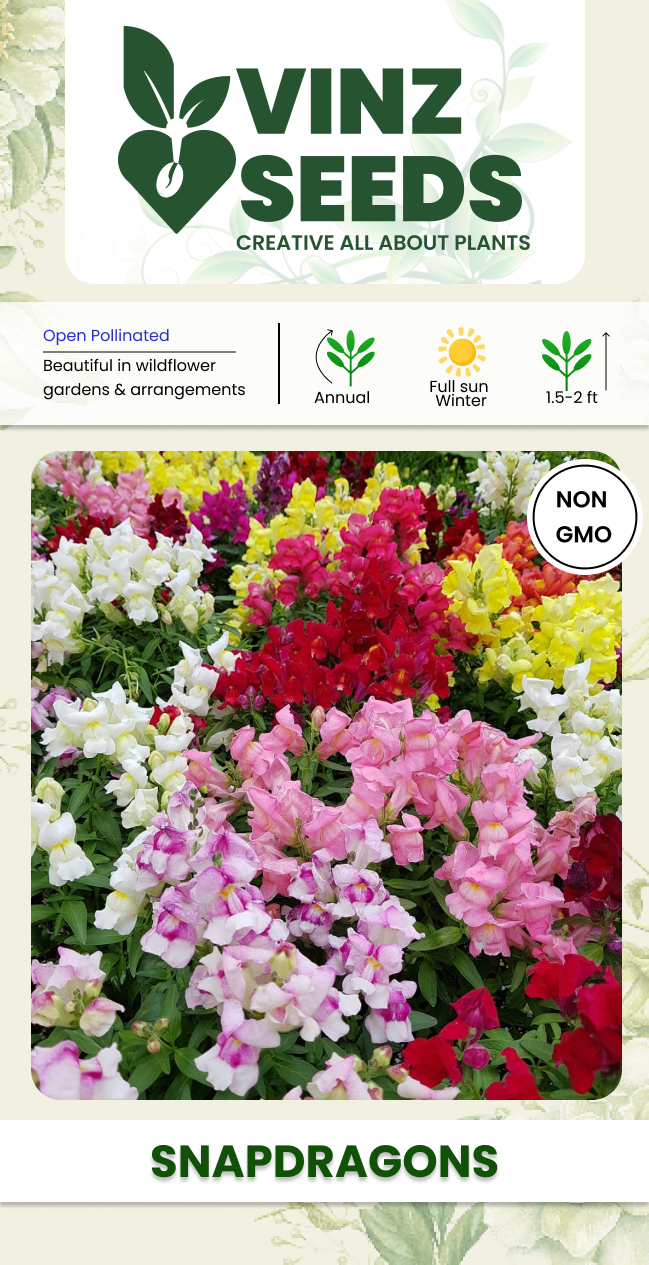 VINZ
SEEDS
CREATIVE ALL ABOUT PLANTS
Open Pollinated
Beautiful in wildflower
gardens & arrangements
Annual
Full sun
Winter
1.5-2 ft
NON
GMO
SNAPDRAGONS